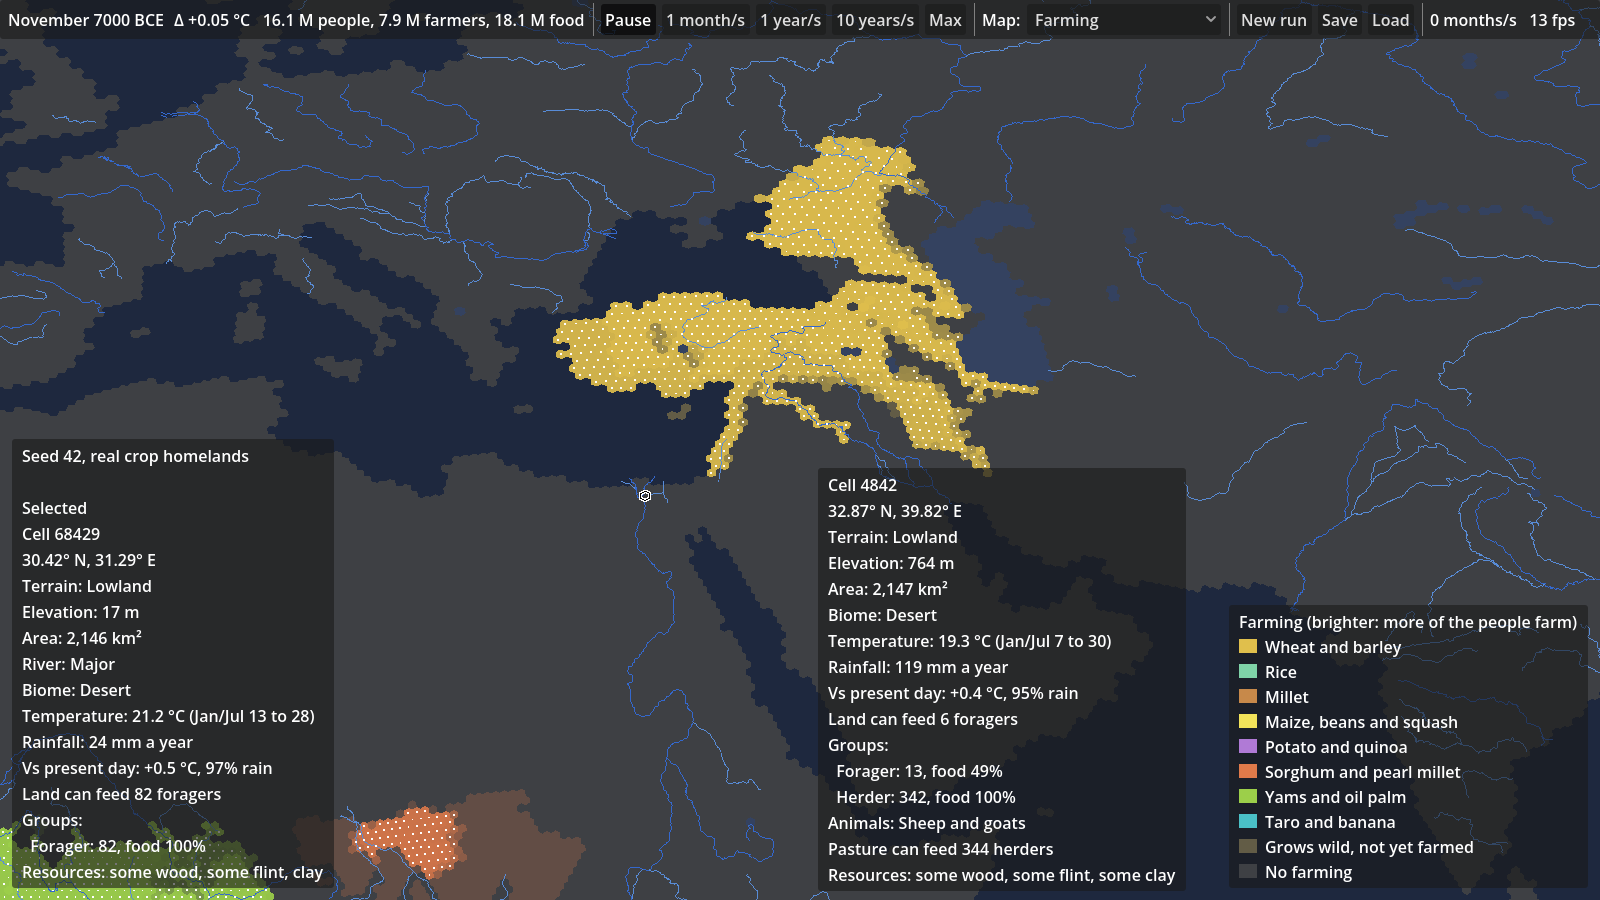 November 7000 BCE Δ +0.05 °C 16.1 M people, 7.9 M farmers, 18.1 M food Pause 1 month/s 1 year/s 10 years/s Max Map: Farming New run Save Load 0 months/s 13 fps
Seed 42, real crop homelands
Selected
Cell 68429
30.42° N, 31.29° E
Terrain: Lowland
Elevation: 17 m
Area: 2,146 km²
River: Major
Biome: Desert
Temperature: 21.2 °C (Jan/Jul 13 to 28)
Rainfall: 24 mm a year
Vs present day: +0.5 °C, 97% rain
Land can feed 82 foragers
Groups:
Forager: 82, food 100%
Resources: some wood, some flint, clay
Cell 4842
32.87° N, 39.82° E
Terrain: Lowland
Elevation: 764 m
Area: 2,147 km²
Biome: Desert
Temperature: 19.3 °C (Jan/Jul 7 to 30)
Rainfall: 119 mm a year
Vs present day: +0.4 °C, 95% rain
Land can feed 6 foragers
Groups:
Forager: 13, food 49%
Herder: 342, food 100%
Animals: Sheep and goats
Pasture can feed 344 herders
Resources: some wood, some flint, some clay
Farming (brighter: more of the people farm)
Wheat and barley
Rice
Millet
Maize, beans and squash
Potato and quinoa
Sorghum and pearl millet
Yams and oil palm
Taro and banana
Grows wild, not yet farmed
No farming